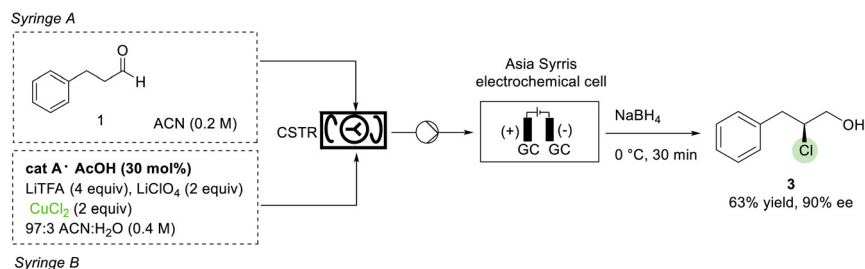 Syringe A
O
H
1
ACN (0.2 M)
cat A· AcOH (30 mol%)
LiTFA (4 equiv), LiClO₄ (2 equiv)
CuCl₂ (2 equiv)
97:3 ACN:H₂O (0.4 M)
Syringe B
CSTR
Asia Syrris
electrochemical cell
(+) (-)
GC GC
NaBH₄
0 °C, 30 min
OH
Cl
3
63% yield, 90% ee